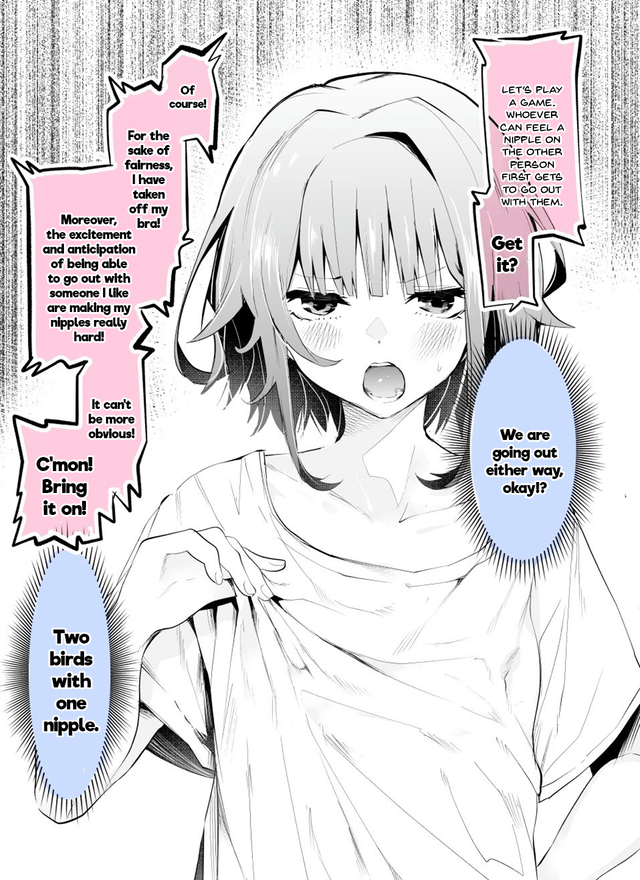 LET'S PLAY
A GAME.
WHOEVER
CAN FEEL A
NIPPLE ON
THE OTHER
PERSON
FIRST GETS
TO GO OUT
WITH THEM.
Get
it?
We are
going out
either way,
okay!?
Of
course!
For the
sake of
fairness,
I have
taken
off my
bra!
Moreover,
the excitement
and anticipation
of being able
to go out with
someone I like
are making my
nipples really
hard!
It can't
be more
obvious!
C'mon!
Bring
it on!
Two
birds
with
one
nipple.